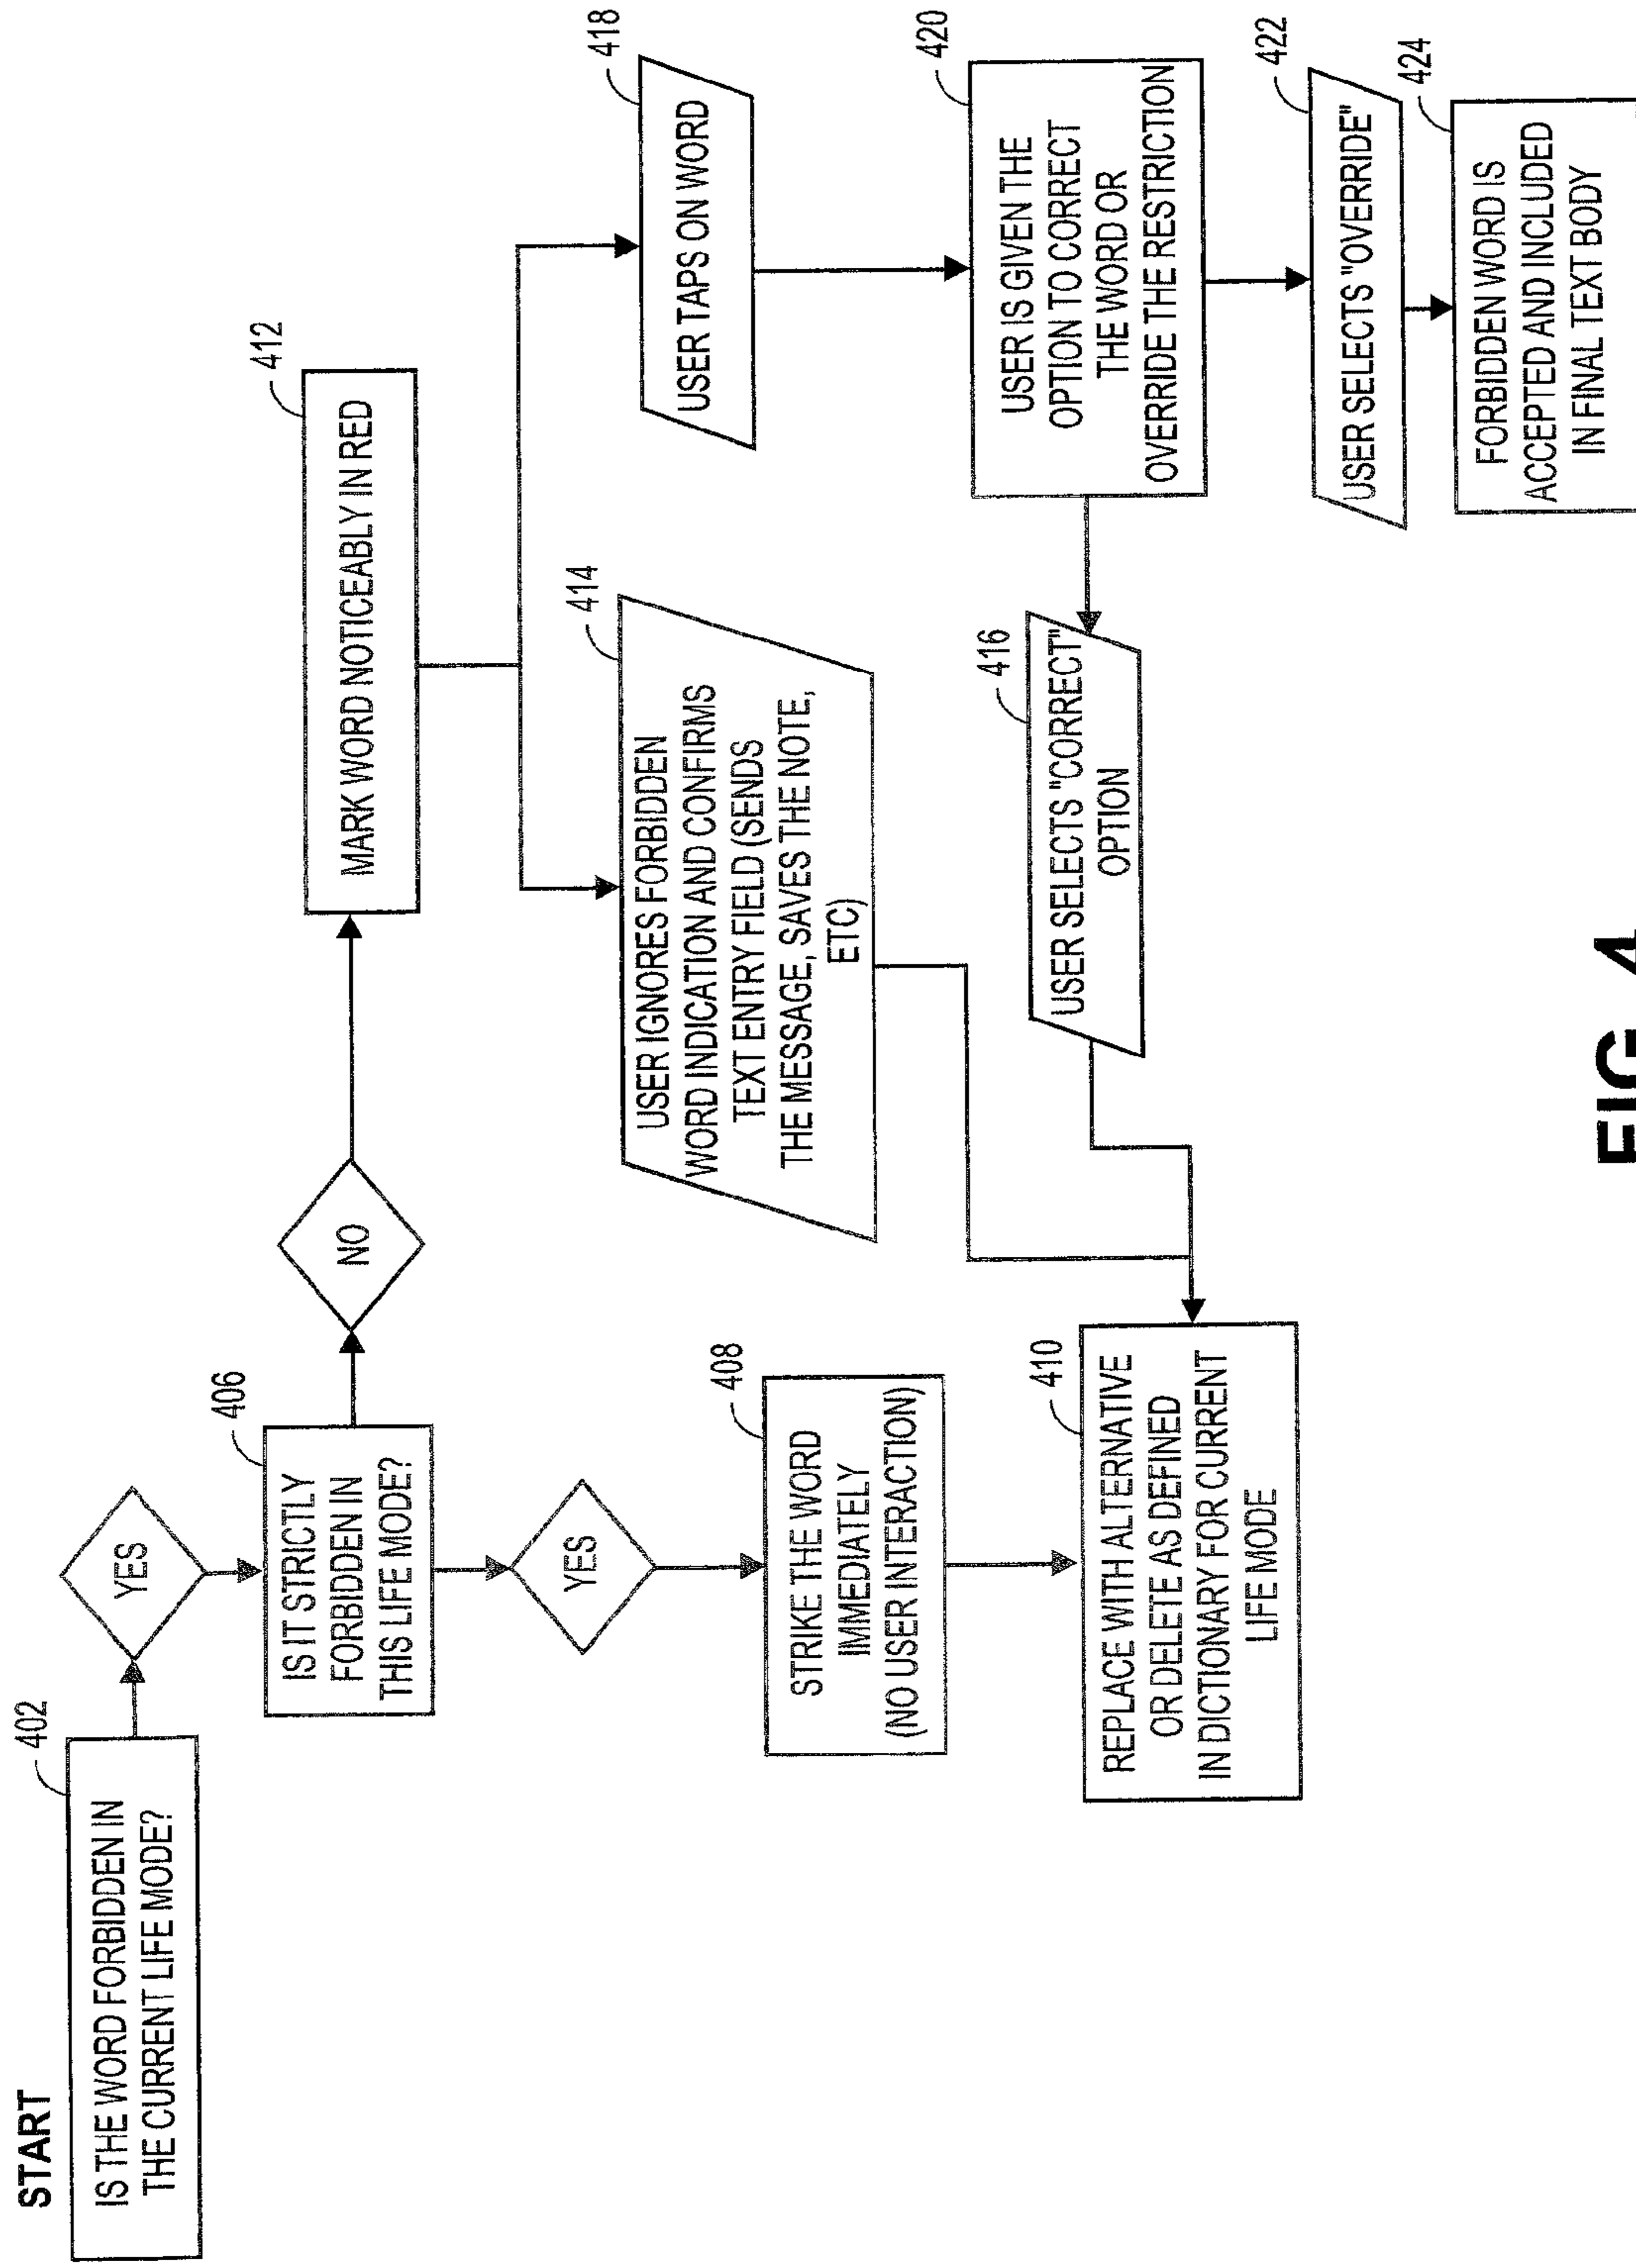 START
402
IS THE WORD FORBIDDEN IN
THE CURRENT LIFE MODE?
YES
406
IS IT STRICTLY
FORBIDDEN IN
THIS LIFE MODE?
NO
412
MARK WORD NOTICEABLY IN RED
YES
408
STRIKE THE WORD
IMMEDIATELY
(NO USER INTERACTION)
410
REPLACE WITH ALTERNATIVE
OR DELETE AS DEFINED
IN DICTIONARY FOR CURRENT
LIFE MODE
414
USER IGNORES FORBIDDEN
WORD INDICATION AND CONFIRMS
TEXT ENTRY FIELD (SENDS
THE MESSAGE, SAVES THE NOTE,
ETC)
418
USER TAPS ON WORD
416
USER SELECTS "CORRECT"
OPTION
420
USER IS GIVEN THE
OPTION TO CORRECT
THE WORD OR
OVERRIDE THE RESTRICTION
422
USER SELECTS "OVERRIDE"
424
FORBIDDEN WORD IS
ACCEPTED AND INCLUDED
IN FINAL TEXT BODY
FIG. 4